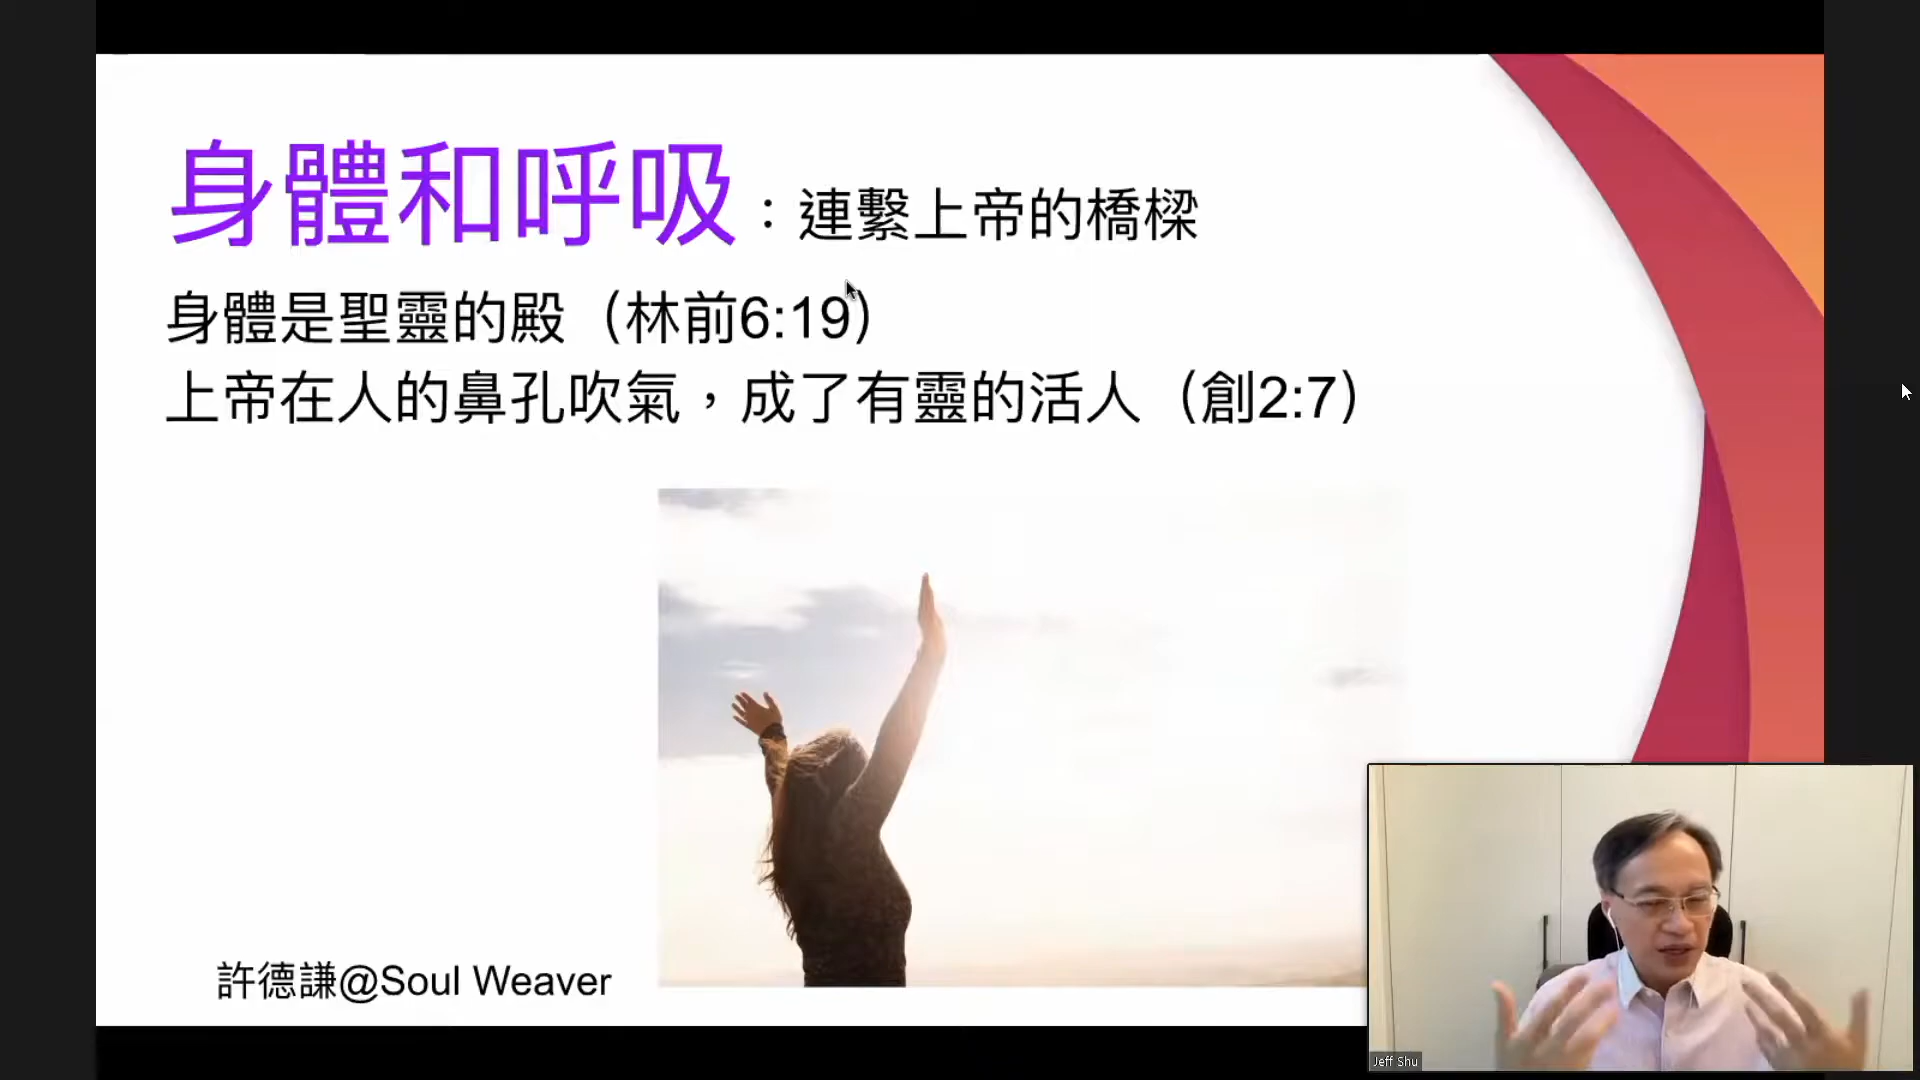 身體和呼吸：連繫上帝的橋樑
身體是聖靈的殿（林前6:19）
上帝在人的鼻孔吹氣，成了有靈的活人（創2:7）
許德謙@Soul Weaver
Jeff Shu